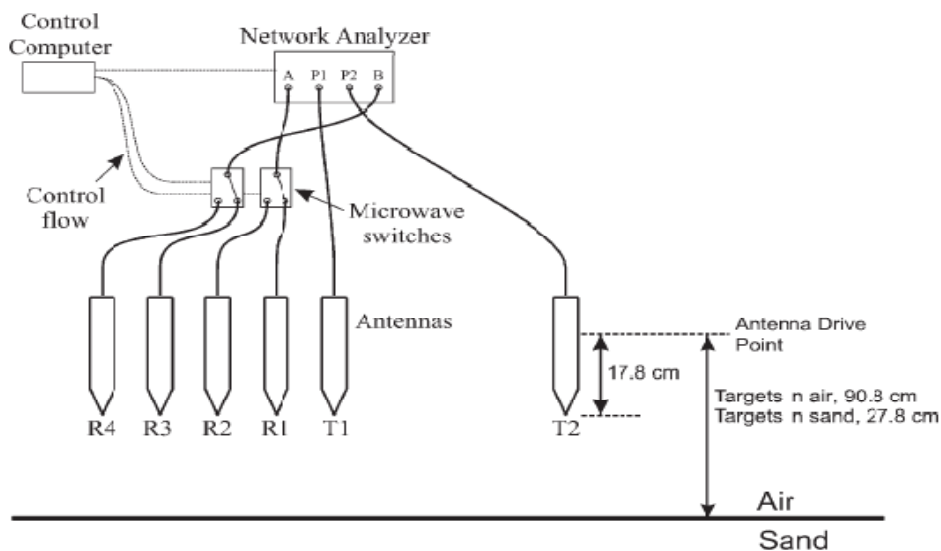 Control
Computer
Network Analyzer
A P1 P2 B
Control
flow
Microwave
switches
Antennas
Antenna Drive
Point
17.8 cm
Targets n air, 90.8 cm
Targets n sand, 27.8 cm
R4 R3 R2 R1 T1 T2
Air
Sand